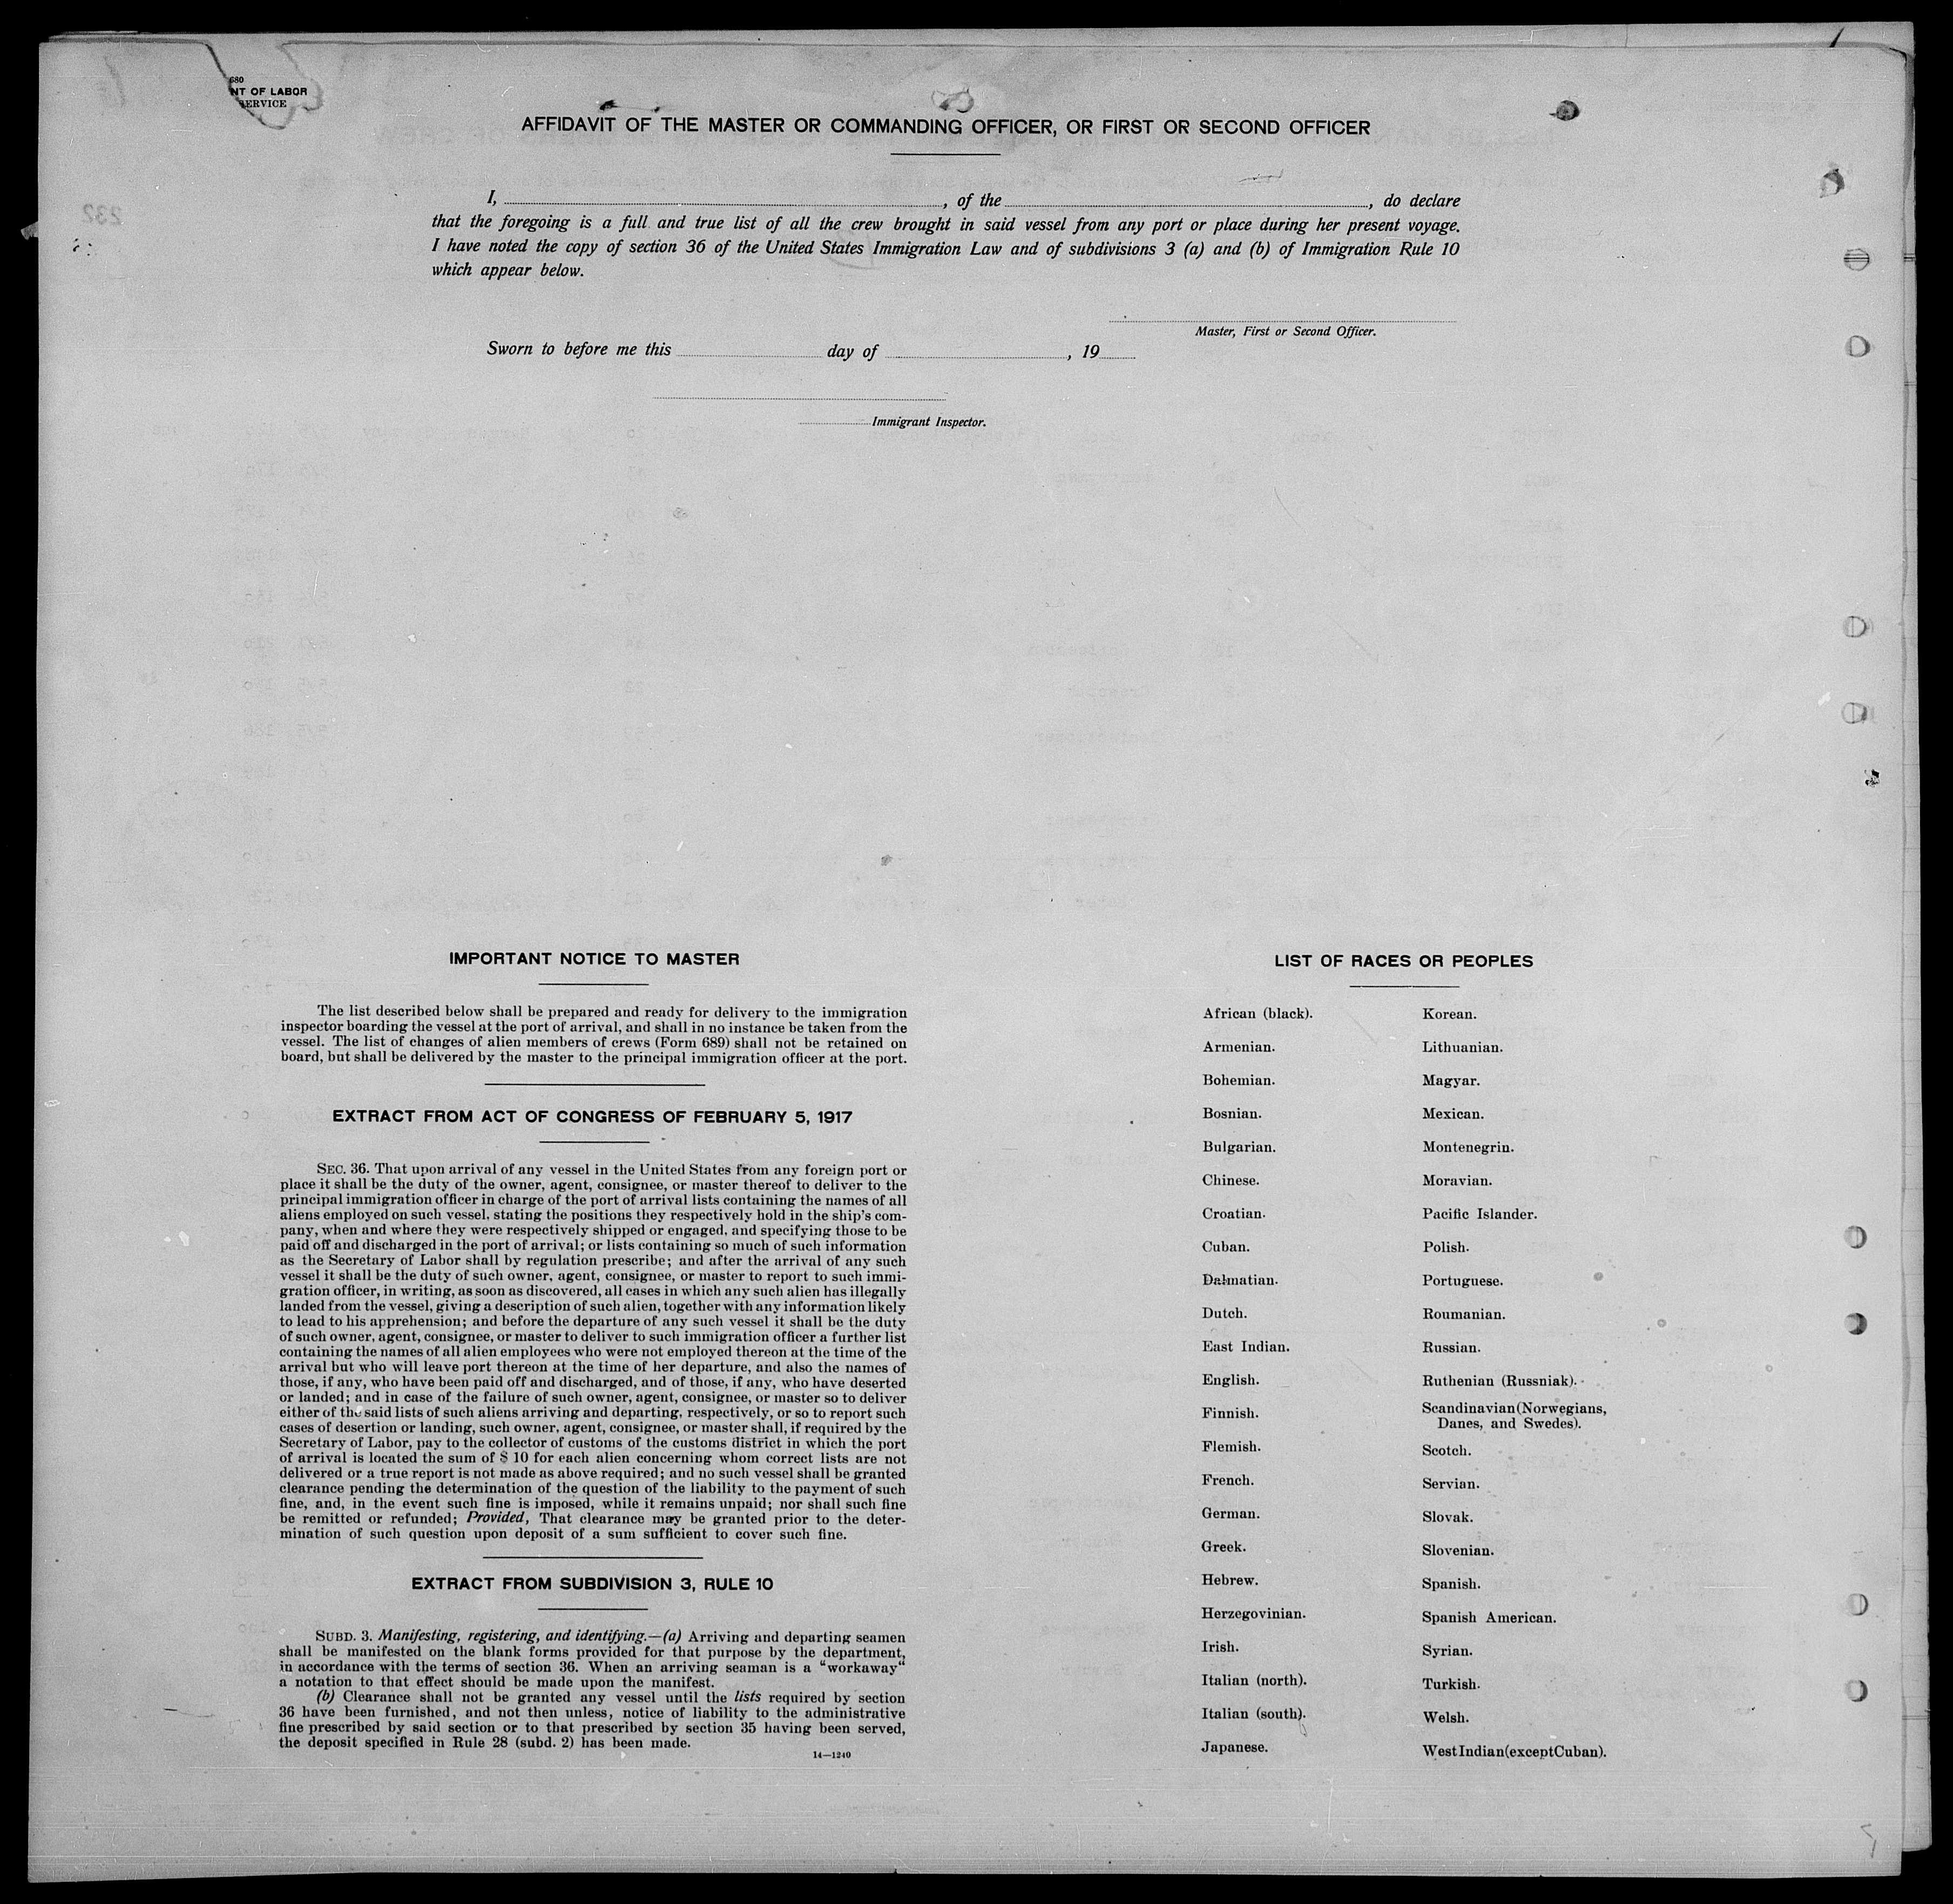 680
NT OF LABOR
SERVICE
AFFIDAVIT OF THE MASTER OR COMMANDING OFFICER, OR FIRST OR SECOND OFFICER
I, , of the , do declare
that the foregoing is a full and true list of all the crew brought in said vessel from any port or place during her present voyage.
I have noted the copy of section 36 of the United States Immigration Law and of subdivisions 3 (a) and (b) of Immigration Rule 10
which appear below.
Master, First or Second Officer.
Sworn to before me this day of , 19
Immigrant Inspector.
232
IMPORTANT NOTICE TO MASTER
The list described below shall be prepared and ready for delivery to the immigration
inspector boarding the vessel at the port of arrival, and shall in no instance be taken from the
vessel. The list of changes of alien members of crews (Form 689) shall not be retained on
board, but shall be delivered by the master to the principal immigration officer at the port.
EXTRACT FROM ACT OF CONGRESS OF FEBRUARY 5, 1917
SEC. 36. That upon arrival of any vessel in the United States from any foreign port or
place it shall be the duty of the owner, agent, consignee, or master thereof to deliver to the
principal immigration officer in charge of the port of arrival lists containing the names of all
aliens employed on such vessel, stating the positions they respectively hold in the ship's com-
pany, when and where they were respectively shipped or engaged, and specifying those to be
paid off and discharged in the port of arrival; or lists containing so much of such information
as the Secretary of Labor shall by regulation prescribe; and after the arrival of any such
vessel it shall be the duty of such owner, agent, consignee, or master to report to such immi-
gration officer, in writing, as soon as discovered, all cases in which any such alien has illegally
landed from the vessel, giving a description of such alien, together with any information likely
to lead to his apprehension; and before the departure of any such vessel it shall be the duty
of such owner, agent, consignee, or master to deliver to such immigration officer a further list
containing the names of all alien employees who were not employed thereon at the time of the
arrival but who will leave port thereon at the time of her departure, and also the names of
those, if any, who have been paid off and discharged, and of those, if any, who have deserted
or landed; and in case of the failure of such owner, agent, consignee, or master so to deliver
either of the said lists of such aliens arriving and departing, respectively, or so to report such
cases of desertion or landing, such owner, agent, consignee, or master shall, if required by the
Secretary of Labor, pay to the collector of customs of the customs district in which the port
of arrival is located the sum of $ 10 for each alien concerning whom correct lists are not
delivered or a true report is not made as above required; and no such vessel shall be granted
clearance pending the determination of the question of the liability to the payment of such
fine, and, in the event such fine is imposed, while it remains unpaid; nor shall such fine
be remitted or refunded; Provided, That clearance may be granted prior to the deter-
mination of such question upon deposit of a sum sufficient to cover such fine.
EXTRACT FROM SUBDIVISION 3, RULE 10
SUBD. 3. Manifesting, registering, and identifying.—(a) Arriving and departing seamen
shall be manifested on the blank forms provided for that purpose by the department,
in accordance with the terms of section 36. When an arriving seaman is a “workaway“
a notation to that effect should be made upon the manifest.
(b) Clearance shall not be granted any vessel until the lists required by section
36 have been furnished, and not then unless, notice of liability to the administrative
fine prescribed by said section or to that prescribed by section 35 having been served,
the deposit specified in Rule 28 (subd. 2) has been made.
14—1240
LIST OF RACES OR PEOPLES
African (black).
Armenian.
Bohemian.
Bosnian.
Bulgarian.
Chinese.
Croatian.
Cuban.
Dalmatian.
Dutch.
East Indian.
English.
Finnish.
Flemish.
French.
German.
Greek.
Hebrew.
Herzegovinian.
Irish.
Italian (north).
Italian (south).
Japanese.
Korean.
Lithuanian.
Magyar.
Mexican.
Montenegrin.
Moravian.
Pacific Islander.
Polish.
Portuguese.
Roumanian.
Russian.
Ruthenian (Russniak).
Scandinavian (Norwegians,
Danes, and Swedes).
Scotch.
Servian.
Slovak.
Slovenian.
Spanish.
Spanish American.
Syrian.
Turkish.
Welsh.
West Indian (except Cuban).